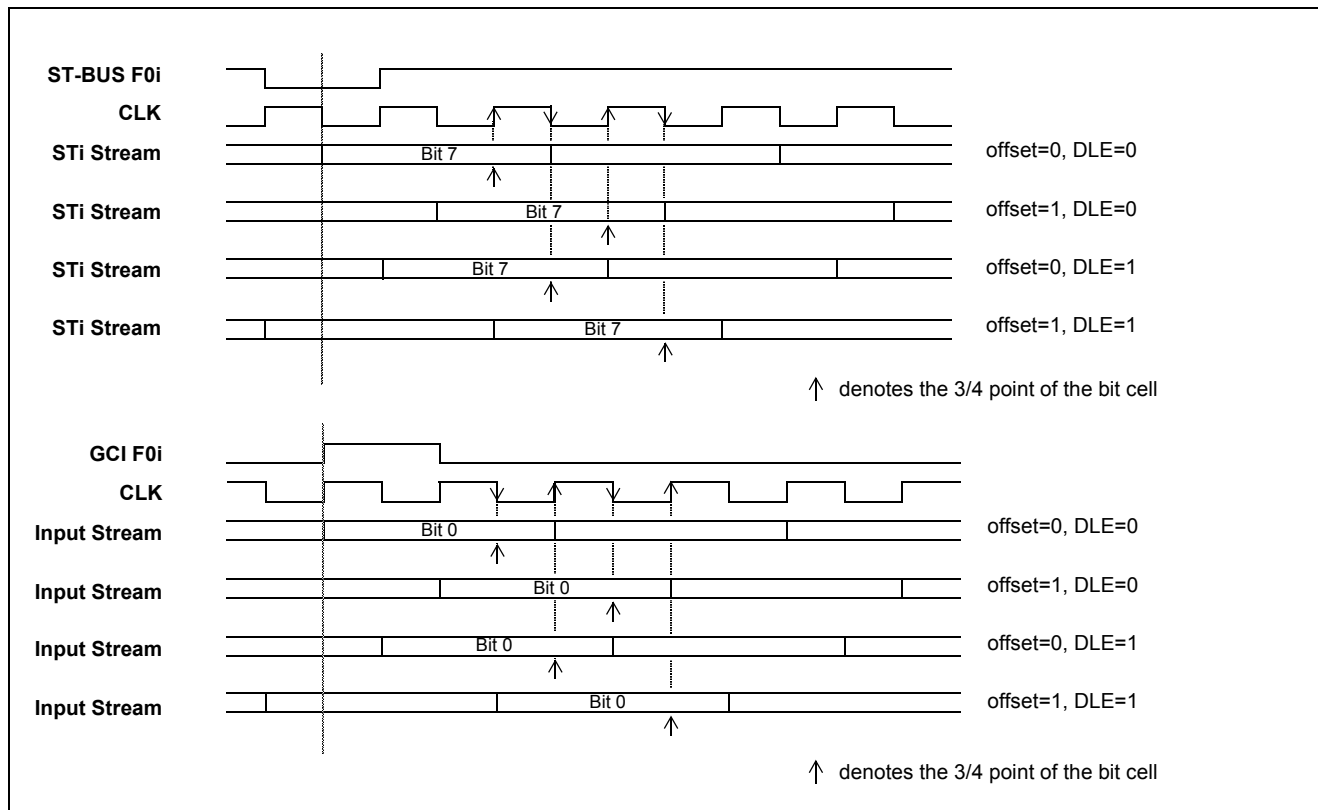 ST-BUS F0i
CLK
STi Stream Bit 7 offset=0, DLE=0
STi Stream Bit 7 offset=1, DLE=0
STi Stream Bit 7 offset=0, DLE=1
STi Stream Bit 7 offset=1, DLE=1
denotes the 3/4 point of the bit cell
GCI F0i
CLK
Input Stream Bit 0 offset=0, DLE=0
Input Stream Bit 0 offset=1, DLE=0
Input Stream Bit 0 offset=0, DLE=1
Input Stream Bit 0 offset=1, DLE=1
denotes the 3/4 point of the bit cell